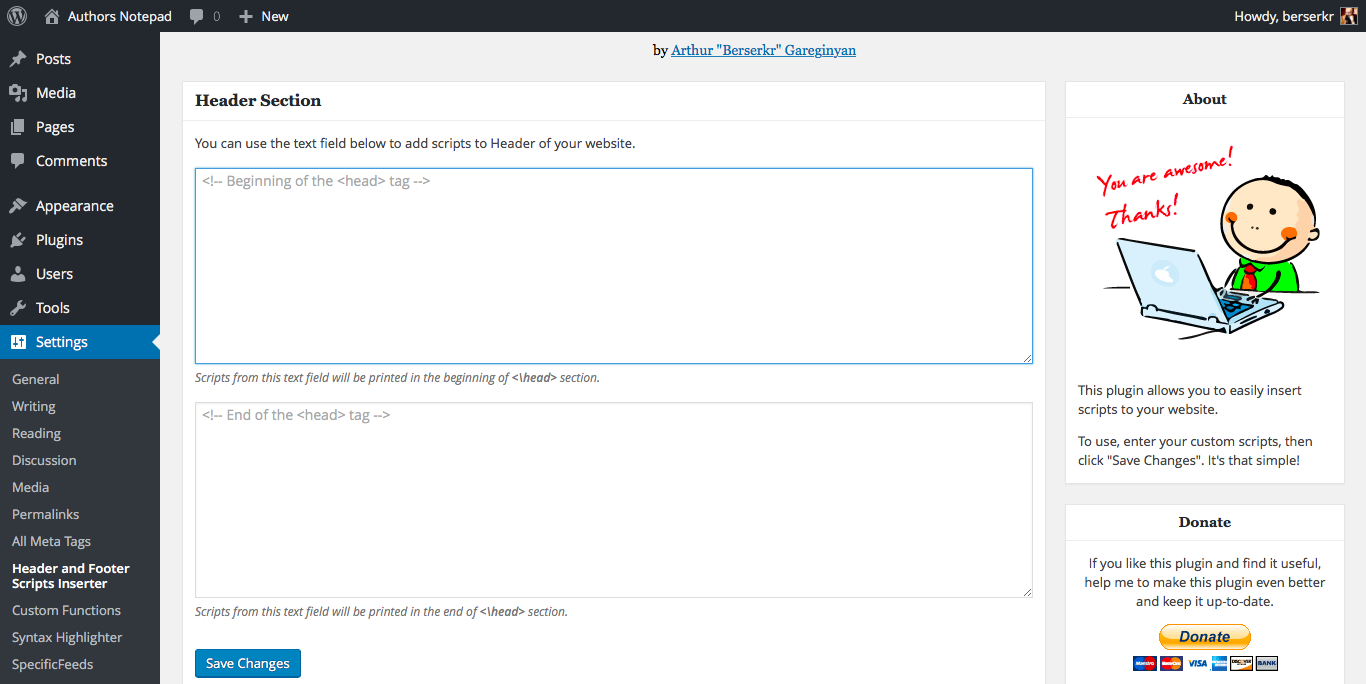 Authors Notepad 0 New Howdy, berserkr
Posts
Media
Pages
Comments
Appearance
Plugins
Users
Tools
Settings
General
Writing
Reading
Discussion
Media
Permalinks
All Meta Tags
Header and Footer
Scripts Inserter
Custom Functions
Syntax Highlighter
SpecificFeeds
by Arthur "Berserkr" Gareginyan
Header Section
You can use the text field below to add scripts to Header of your website.
<!-- Beginning of the <head> tag -->
Scripts from this text field will be printed in the beginning of <\head> section.
<!-- End of the <head> tag -->
Scripts from this text field will be printed in the end of <\head> section.
Save Changes
About
You are awesome!
Thanks!
This plugin allows you to easily insert
scripts to your website.
To use, enter your custom scripts, then
click "Save Changes". It's that simple!
Donate
If you like this plugin and find it useful,
help me to make this plugin even better
and keep it up-to-date.
Donate
Maestro VISA BANK